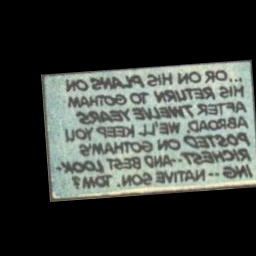 ...OR ON HIS PLANS ON
HIS RETURN TO GOTHAM
AFTER TWELVE YEARS
ABROAD, WE'LL KEEP YOU
POSTED ON GOTHAM'S
RICHEST--AND BEST LOOK-
ING -- NATIVE SON. TOM?